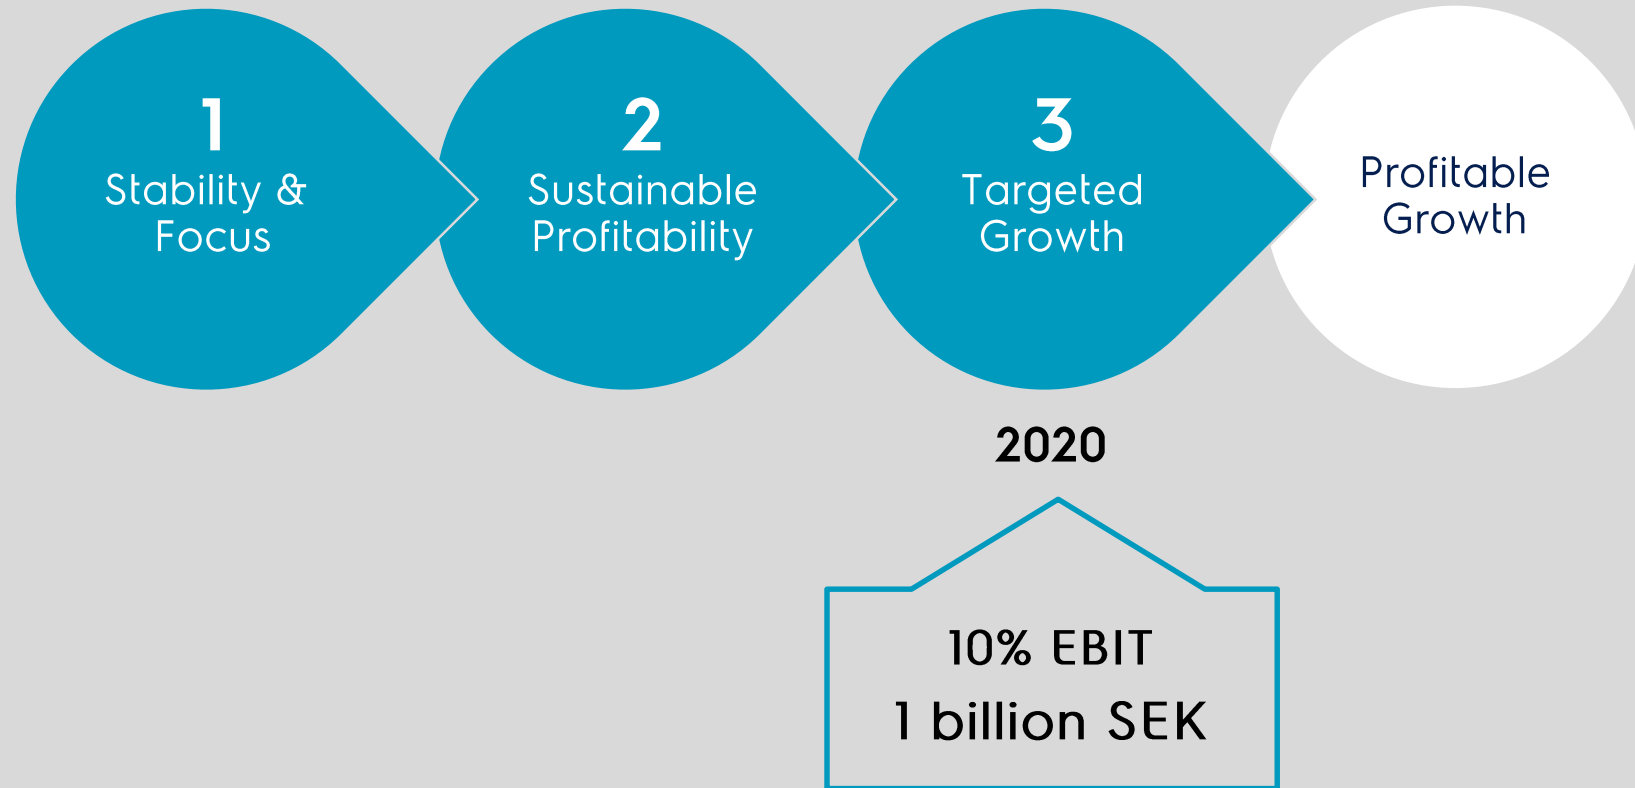 1
Stability &
Focus
2
Sustainable
Profitability
3
Targeted
Growth
Profitable
Growth
2020
10% EBIT
1 billion SEK